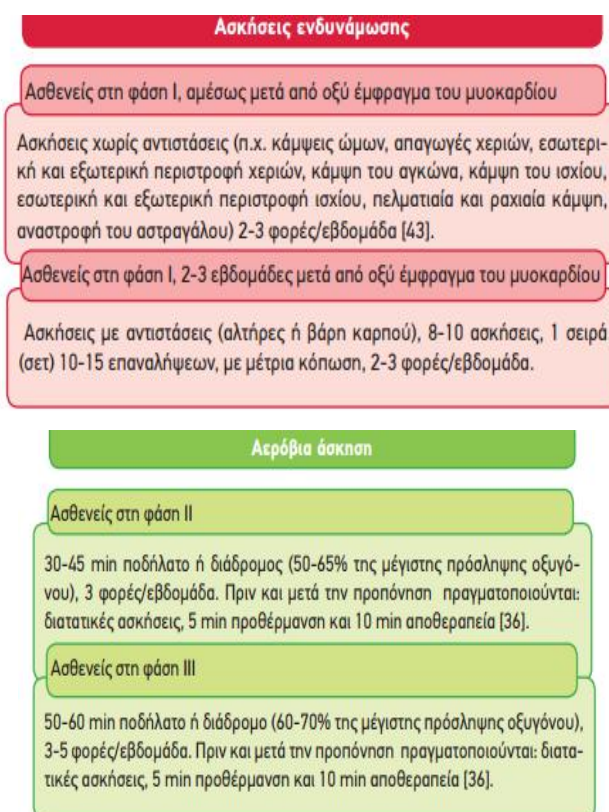 Ασκήσεις ενδυνάμωσης
Ασθενείς στη φάση Ι, αμέσως μετά από οξύ έμφραγμα του μυοκαρδίου
Ασκήσεις χωρίς αντιστάσεις (π.χ. κάμψεις ώμων, απαγωγές χεριών, εσωτερι-
κή και εξωτερική περιστροφή χεριών, κάμψη του αγκώνα, κάμψη του ισχίου,
εσωτερική και εξωτερική περιστροφή ισχίου, πελματιαία και ραχιαία κάμψη,
αναστροφή του αστραγάλου) 2-3 φορές/εβδομάδα [43].
Ασθενείς στη φάση Ι, 2-3 εβδομάδες μετά από οξύ έμφραγμα του μυοκαρδίου
Ασκήσεις με αντιστάσεις (αλτήρες ή βάρη καρπού), 8-10 ασκήσεις, 1 σειρά
(σετ) 10-15 επαναλήψεων, με μέτρια κόπωση, 2-3 φορές/εβδομάδα.
Αερόβια άσκηση
Ασθενείς στη φάση ΙΙ
30-45 min ποδήλατο ή διάδρομος (50-65% της μέγιστης πρόσληψης οξυγό-
νου), 3 φορές/εβδομάδα. Πριν και μετά την προπόνηση πραγματοποιούνται:
διατατικές ασκήσεις, 5 min προθέρμανση και 10 min αποθεραπεία [36].
Ασθενείς στη φάση ΙΙΙ
50-60 min ποδήλατο ή διάδρομο (60-70% της μέγιστης πρόσληψης οξυγόνου),
3-5 φορές/εβδομάδα. Πριν και μετά την προπόνηση πραγματοποιούνται: διατα-
τικές ασκήσεις, 5 min προθέρμανση και 10 min αποθεραπεία [36].